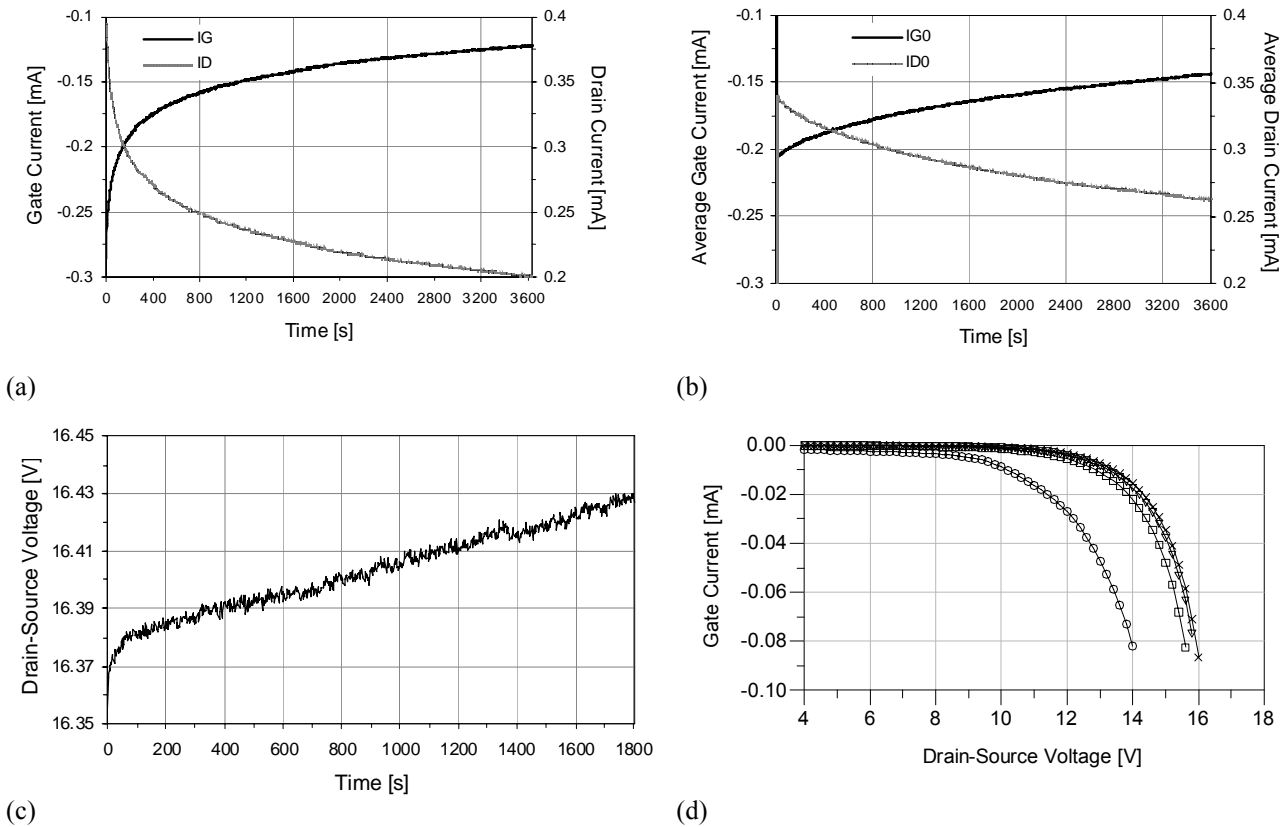 -0.1
-0.15
-0.2
-0.25
-0.3
Gate Current [mA]
IG
ID
0.4
0.35
0.3
0.25
0.2
Drain Current [mA]
0 400 800 1200 1600 2000 2400 2800 3200 3600
Time [s]
(a)
-0.1
-0.15
-0.2
-0.25
-0.3
Average Gate Current [mA]
IG0
ID0
0.4
0.35
0.3
0.25
0.2
Average Drain Current [mA]
0 400 800 1200 1600 2000 2400 2800 3200 3600
Time [s]
(b)
16.45
16.43
16.41
16.39
16.37
16.35
Drain-Source Voltage [V]
0 200 400 600 800 1000 1200 1400 1600 1800
Time [s]
(c)
0.00
-0.02
-0.04
-0.06
-0.08
-0.10
Gate Current [mA]
4 6 8 10 12 14 16 18
Drain-Source Voltage [V]
(d)